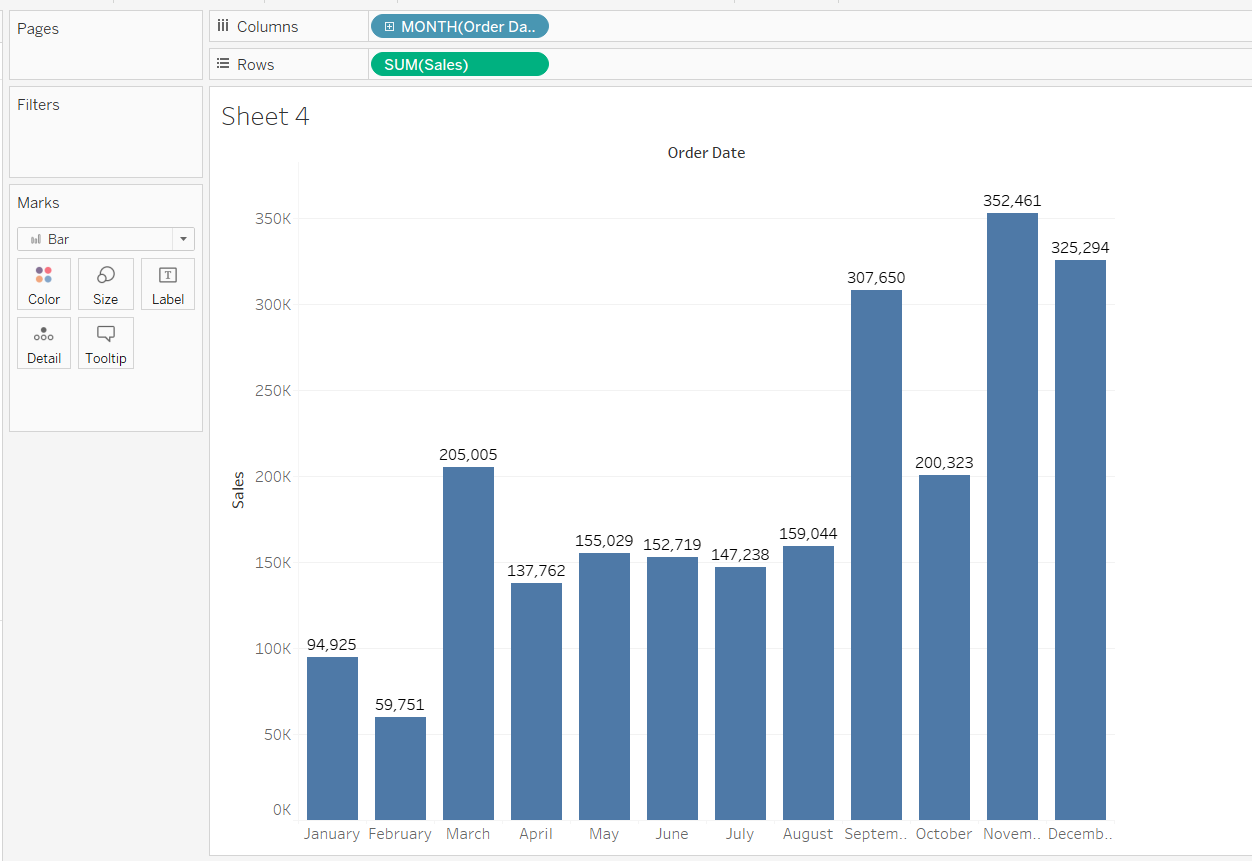 Pages
Columns
MONTH(Order Da..
Rows
SUM(Sales)
Filters
Marks
Bar
Color
Size
Label
Detail
Tooltip
Sheet 4
Order Date
Sales
350K
300K
250K
200K
150K
100K
50K
0K
94,925
59,751
205,005
137,762
155,029
152,719
147,238
159,044
307,650
200,323
352,461
325,294
January
February
March
April
May
June
July
August
Septem..
October
Novem..
Decemb..
T